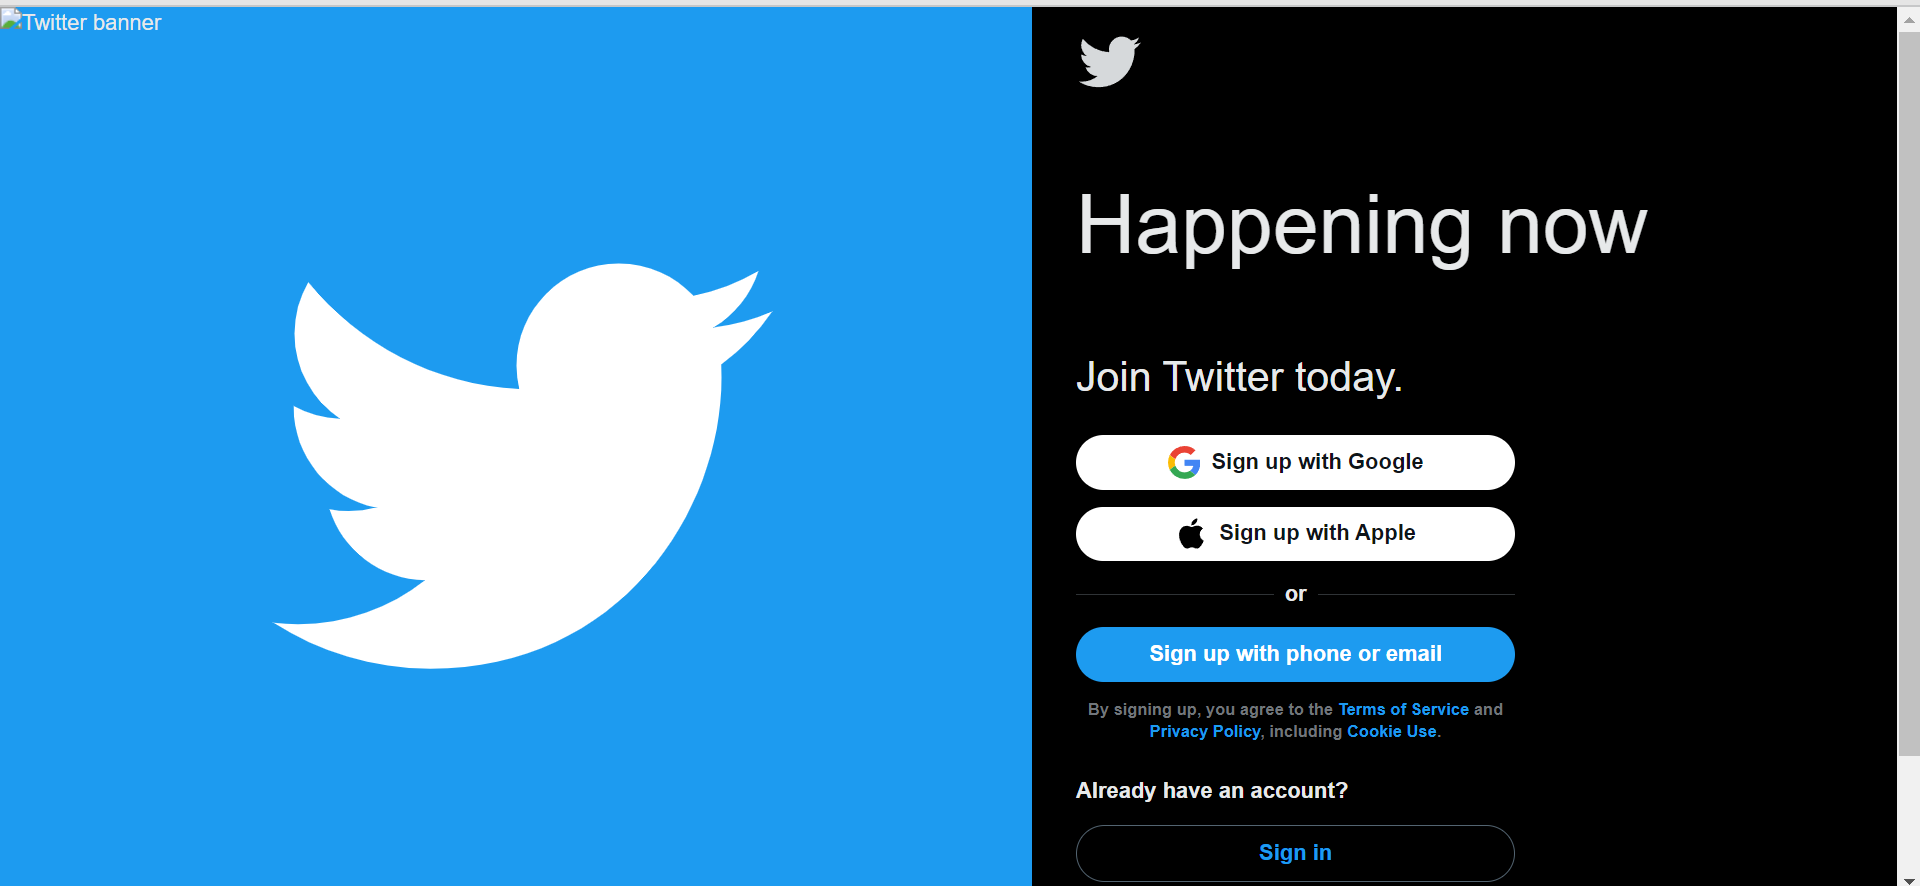 Twitter banner
Happening now
Join Twitter today.
Sign up with Google
Sign up with Apple
or
Sign up with phone or email
By signing up, you agree to the Terms of Service and
Privacy Policy, including Cookie Use.
Already have an account?
Sign in